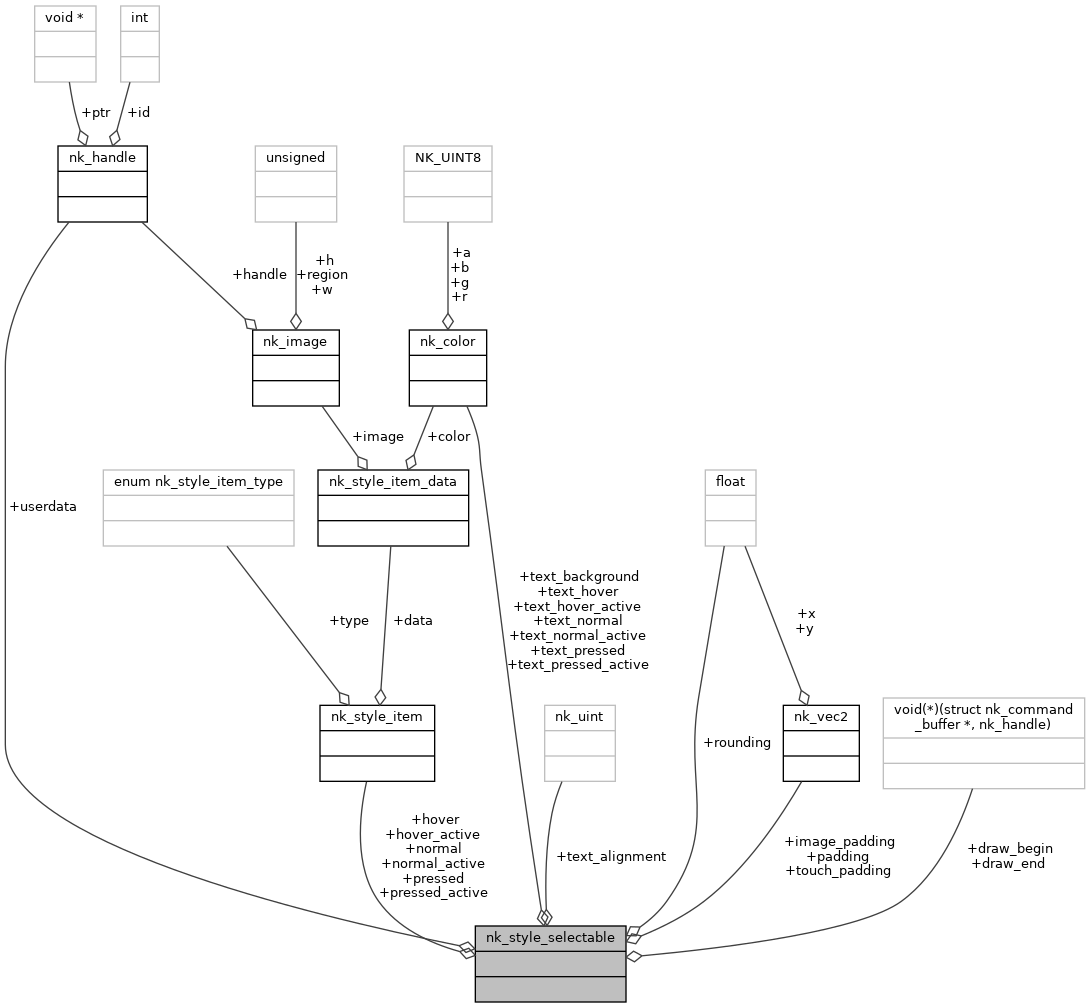 void *
int
+ptr
+id
nk_handle
unsigned
NK_UINT8
+handle
+h
+region
+w
+a
+b
+g
+r
nk_image
nk_color
+image
+color
+userdata
enum nk_style_item_type
nk_style_item_data
float
+type
+data
+text_background
+text_hover
+text_hover_active
+text_normal
+text_normal_active
+text_pressed
+text_pressed_active
+x
+y
nk_style_item
nk_uint
+rounding
nk_vec2
void(*)(struct nk_command
_buffer *, nk_handle)
+hover
+hover_active
+normal
+normal_active
+pressed
+pressed_active
+text_alignment
+image_padding
+padding
+touch_padding
+draw_begin
+draw_end
nk_style_selectable